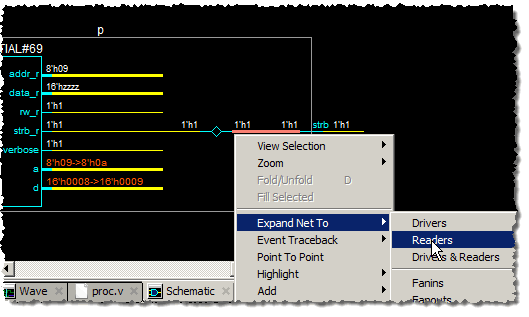 p
TIAL#69
addr_r 8'h09
data_r 16'hzzzz
rw_r 1'h1
strb_r 1'h1 1'h1 1'h1 1'h1 strb 1'h1
verbose 1'h1
a 8'h09->8'h0a
d 16'h0008->16'h0009
View Selection
Zoom
Fold/Unfold D
Fill Selected
Expand Net To
Event Traceback
Point To Point
Highlight
Add
Drivers
Readers
Drivers & Readers
Fanins
Fanouts
Wave
proc.v
Schematic